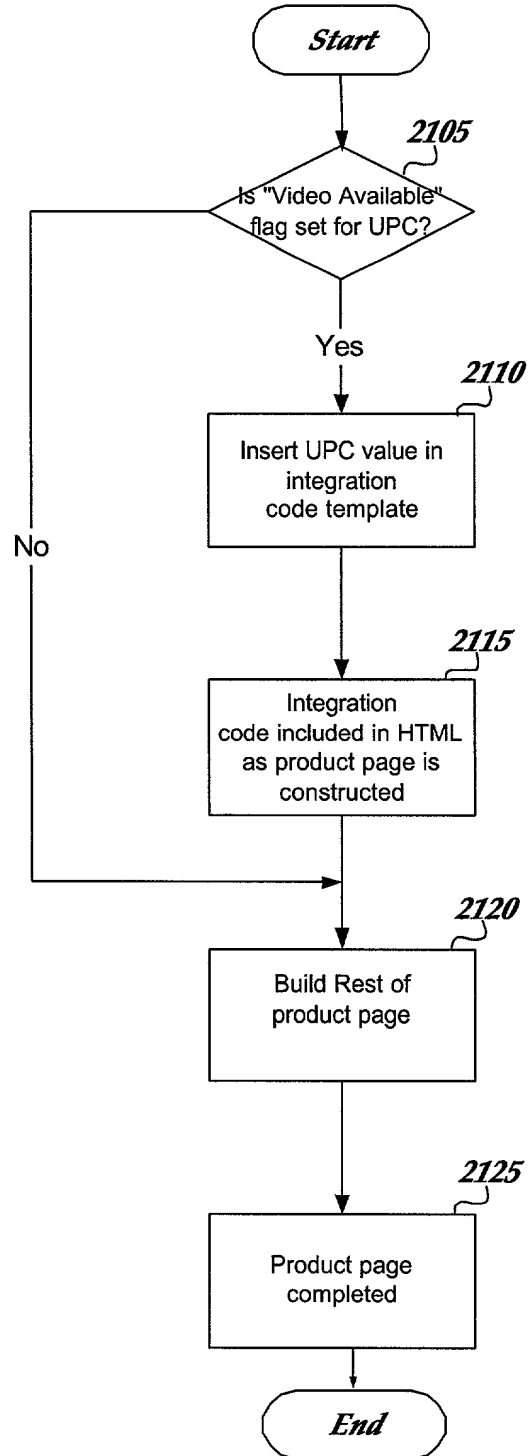 Start
2105
Is "Video Available"
flag set for UPC?
Yes
2110
Insert UPC value in
integration
code template
No
2115
Integration
code included in HTML
as product page is
constructed
2120
Build Rest of
product page
2125
Product page
completed
End